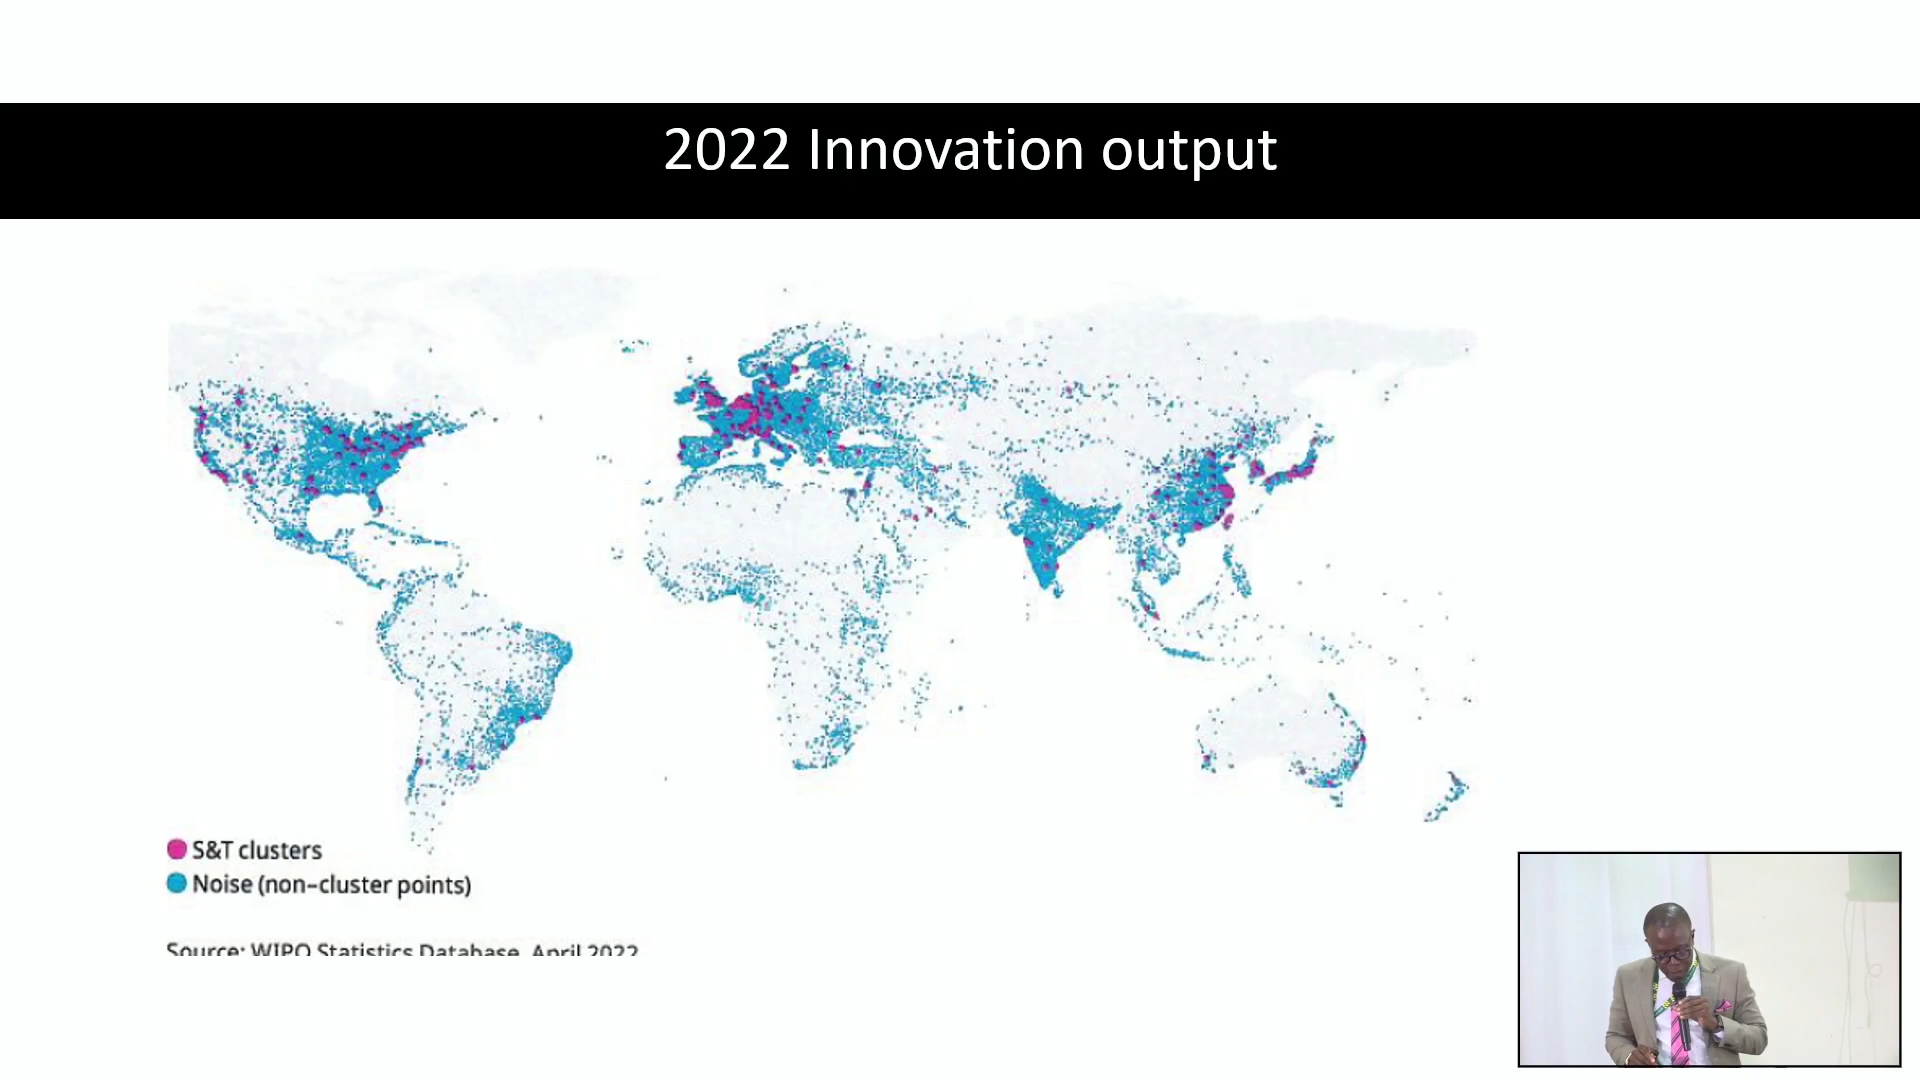 2022 Innovation output
S&T clusters
Noise (non-cluster points)
Source: WIPO Statistics Database, April 2022